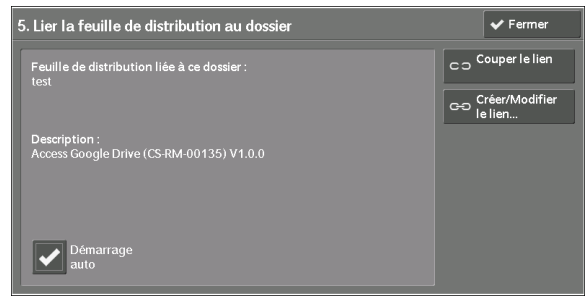 5. Lier la feuille de distribution au dossier
Fermer
Feuille de distribution liée à ce dossier :
test
Description :
Access Google Drive (CS-RM-00135) V1.0.0
Démarrage
auto
Couper le lien
Créer/Modifier
le lien...